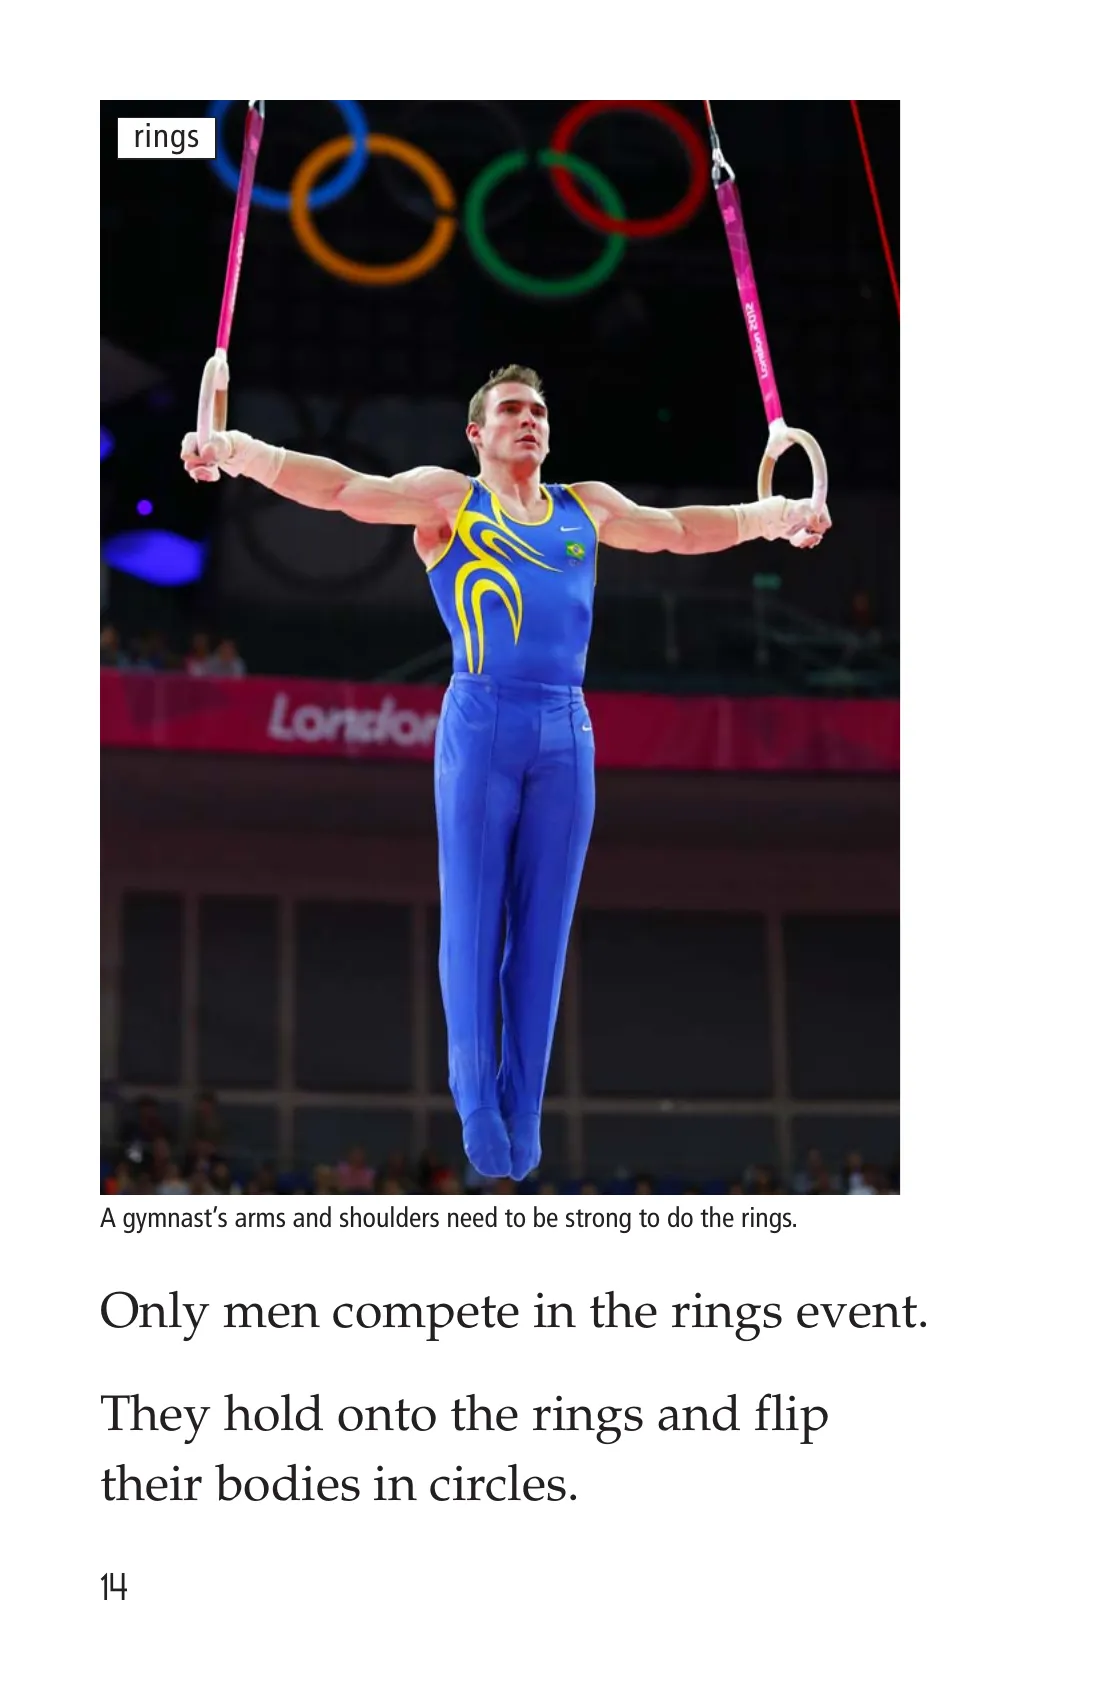 rings
London 2012
London
A gymnast's arms and shoulders need to be strong to do the rings.
Only men compete in the rings event.
They hold onto the rings and flip
their bodies in circles.
14